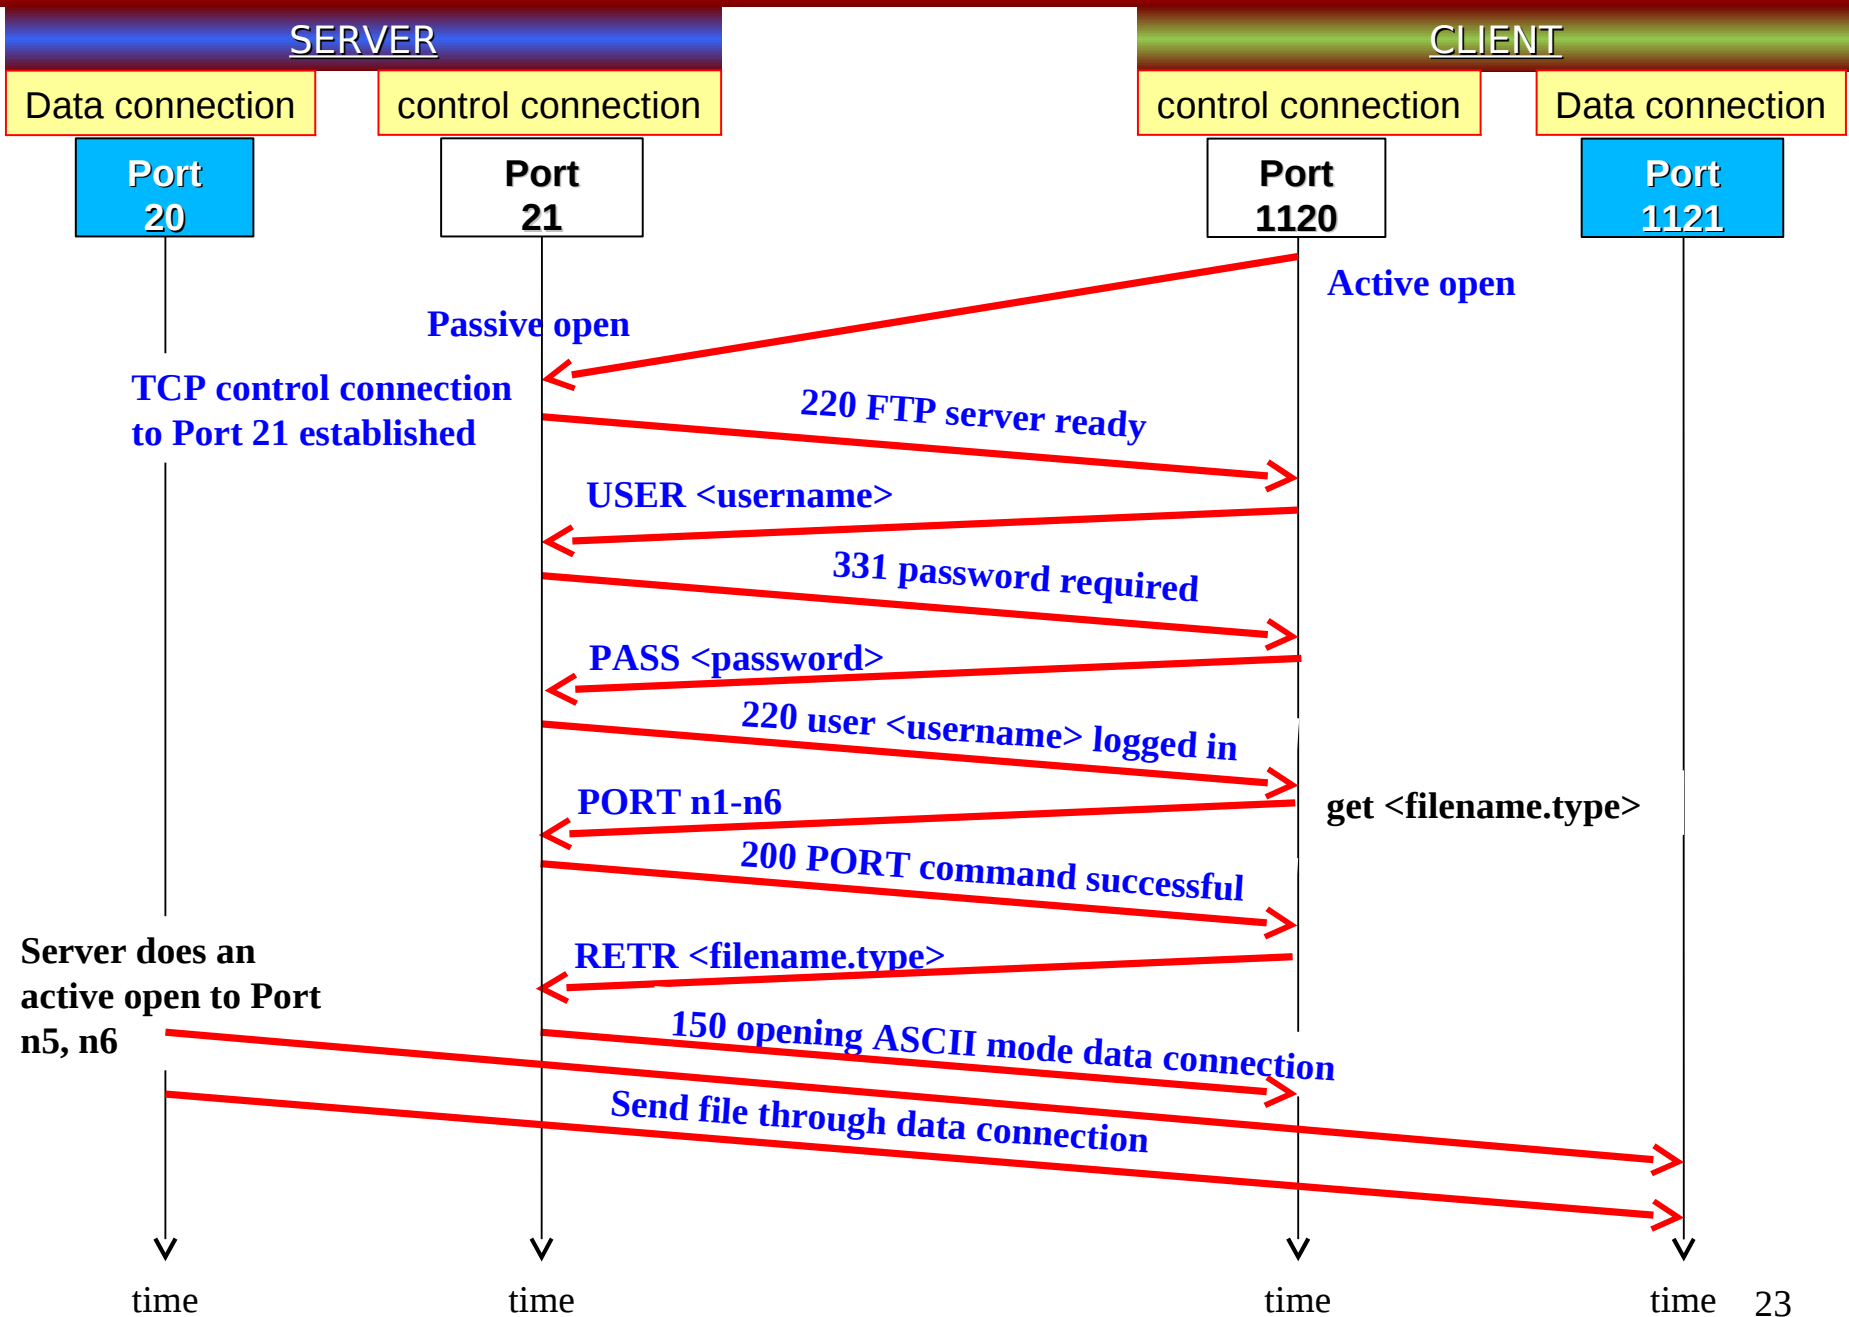 SERVER
CLIENT
Data connection
control connection
control connection
Data connection
Port
20
Port
21
Port
1120
Port
1121
Active open
Passive open
TCP control connection
to Port 21 established
220 FTP server ready
USER <username>
331 password required
PASS <password>
220 user <username> logged in
PORT n1-n6
get <filename.type>
200 PORT command successful
RETR <filename.type>
Server does an
active open to Port
n5, n6
150 opening ASCII mode data connection
Send file through data connection
time
time
time
time
23